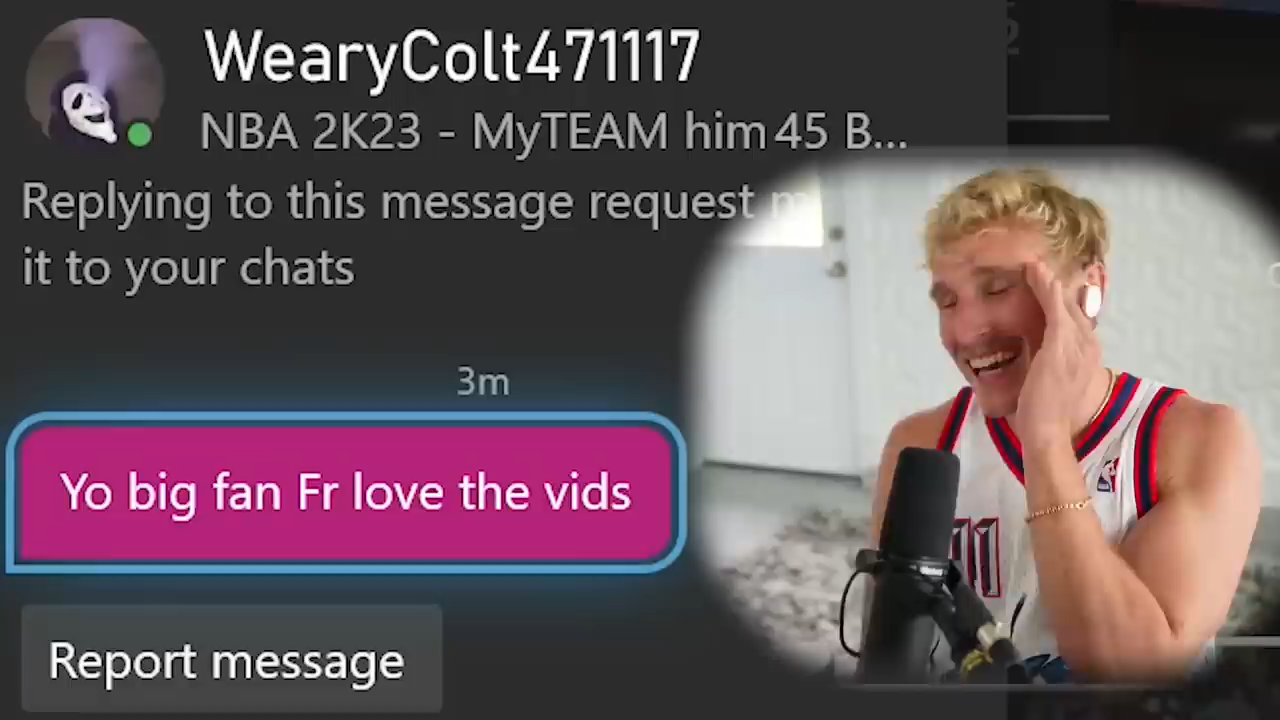 WearyColt471117
NBA 2K23 - MyTEAM him 45 B...
Replying to this message request
it to your chats
3m
Yo big fan Fr love the vids
Report message